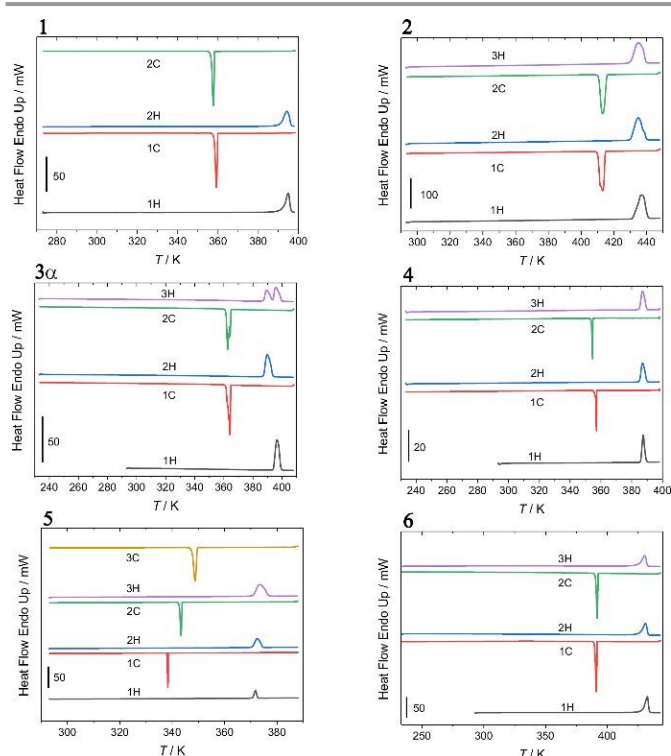 1
2C
2H
1C
50
1H
280 300 320 340 360 380 400
T / K
Heat Flow Endo Up / mW
2
3H
2C
2H
1C
100
1H
300 320 340 360 380 400 420 440
T / K
Heat Flow Endo Up / mW
3α
3H
2C
2H
1C
50
1H
240 260 280 300 320 340 360 380 400
T / K
Heat Flow Endo Up / mW
4
3H
2C
2H
1C
20
1H
240 260 280 300 320 340 360 380 400
T / K
Heat Flow Endo Up / mW
5
3C
3H
2C
2H
50
1C
1H
300 320 340 360 380
T / K
Heat Flow Endo Up / mW
6
3H
2C
2H
1C
50
1H
250 300 350 400
T / K
Heat Flow Endo Up / mW